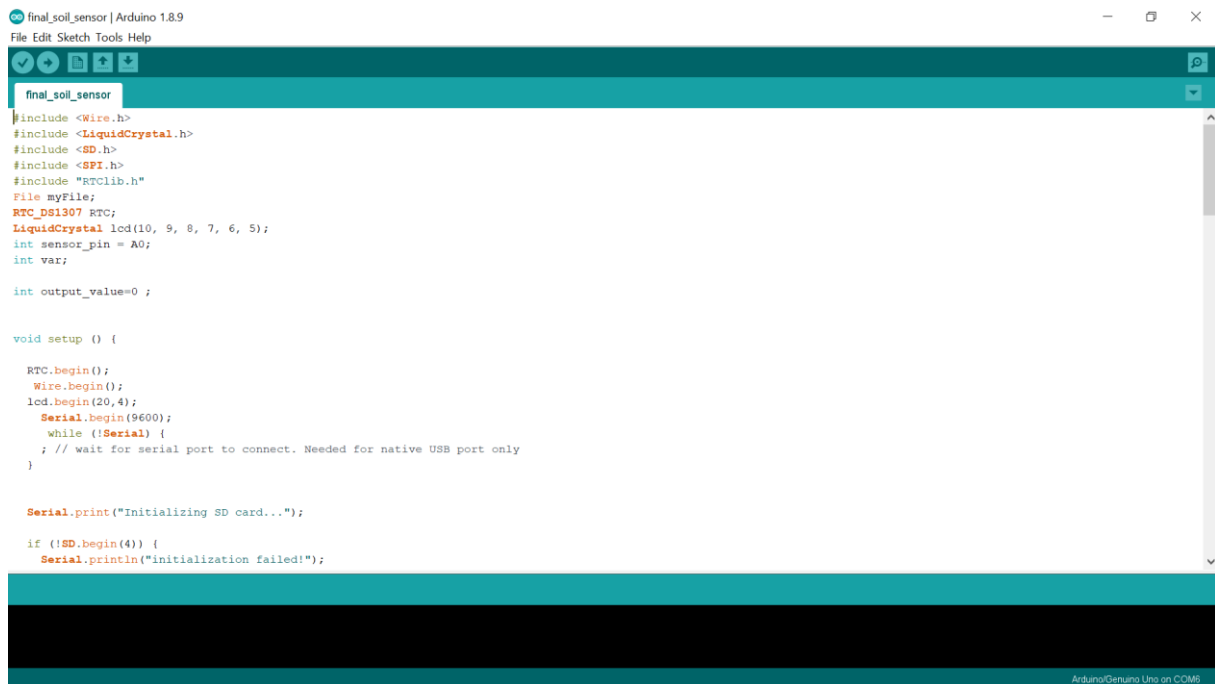 final_soil_sensor | Arduino 1.8.9
File Edit Sketch Tools Help
final_soil_sensor
#include <Wire.h>
#include <LiquidCrystal.h>
#include <SD.h>
#include <SPI.h>
#include "RTClib.h"
File myFile;
RTC_DS1307 RTC;
LiquidCrystal lcd(10, 9, 8, 7, 6, 5);
int sensor_pin = A0;
int var;
int output_value=0 ;
void setup () {
RTC.begin();
Wire.begin();
lcd.begin(20,4);
Serial.begin(9600);
while (!Serial) {
; // wait for serial port to connect. Needed for native USB port only
}
Serial.print("Initializing SD card...");
if (!SD.begin(4)) {
Serial.println("initialization failed!");
Arduino/Genuino Uno on COM6